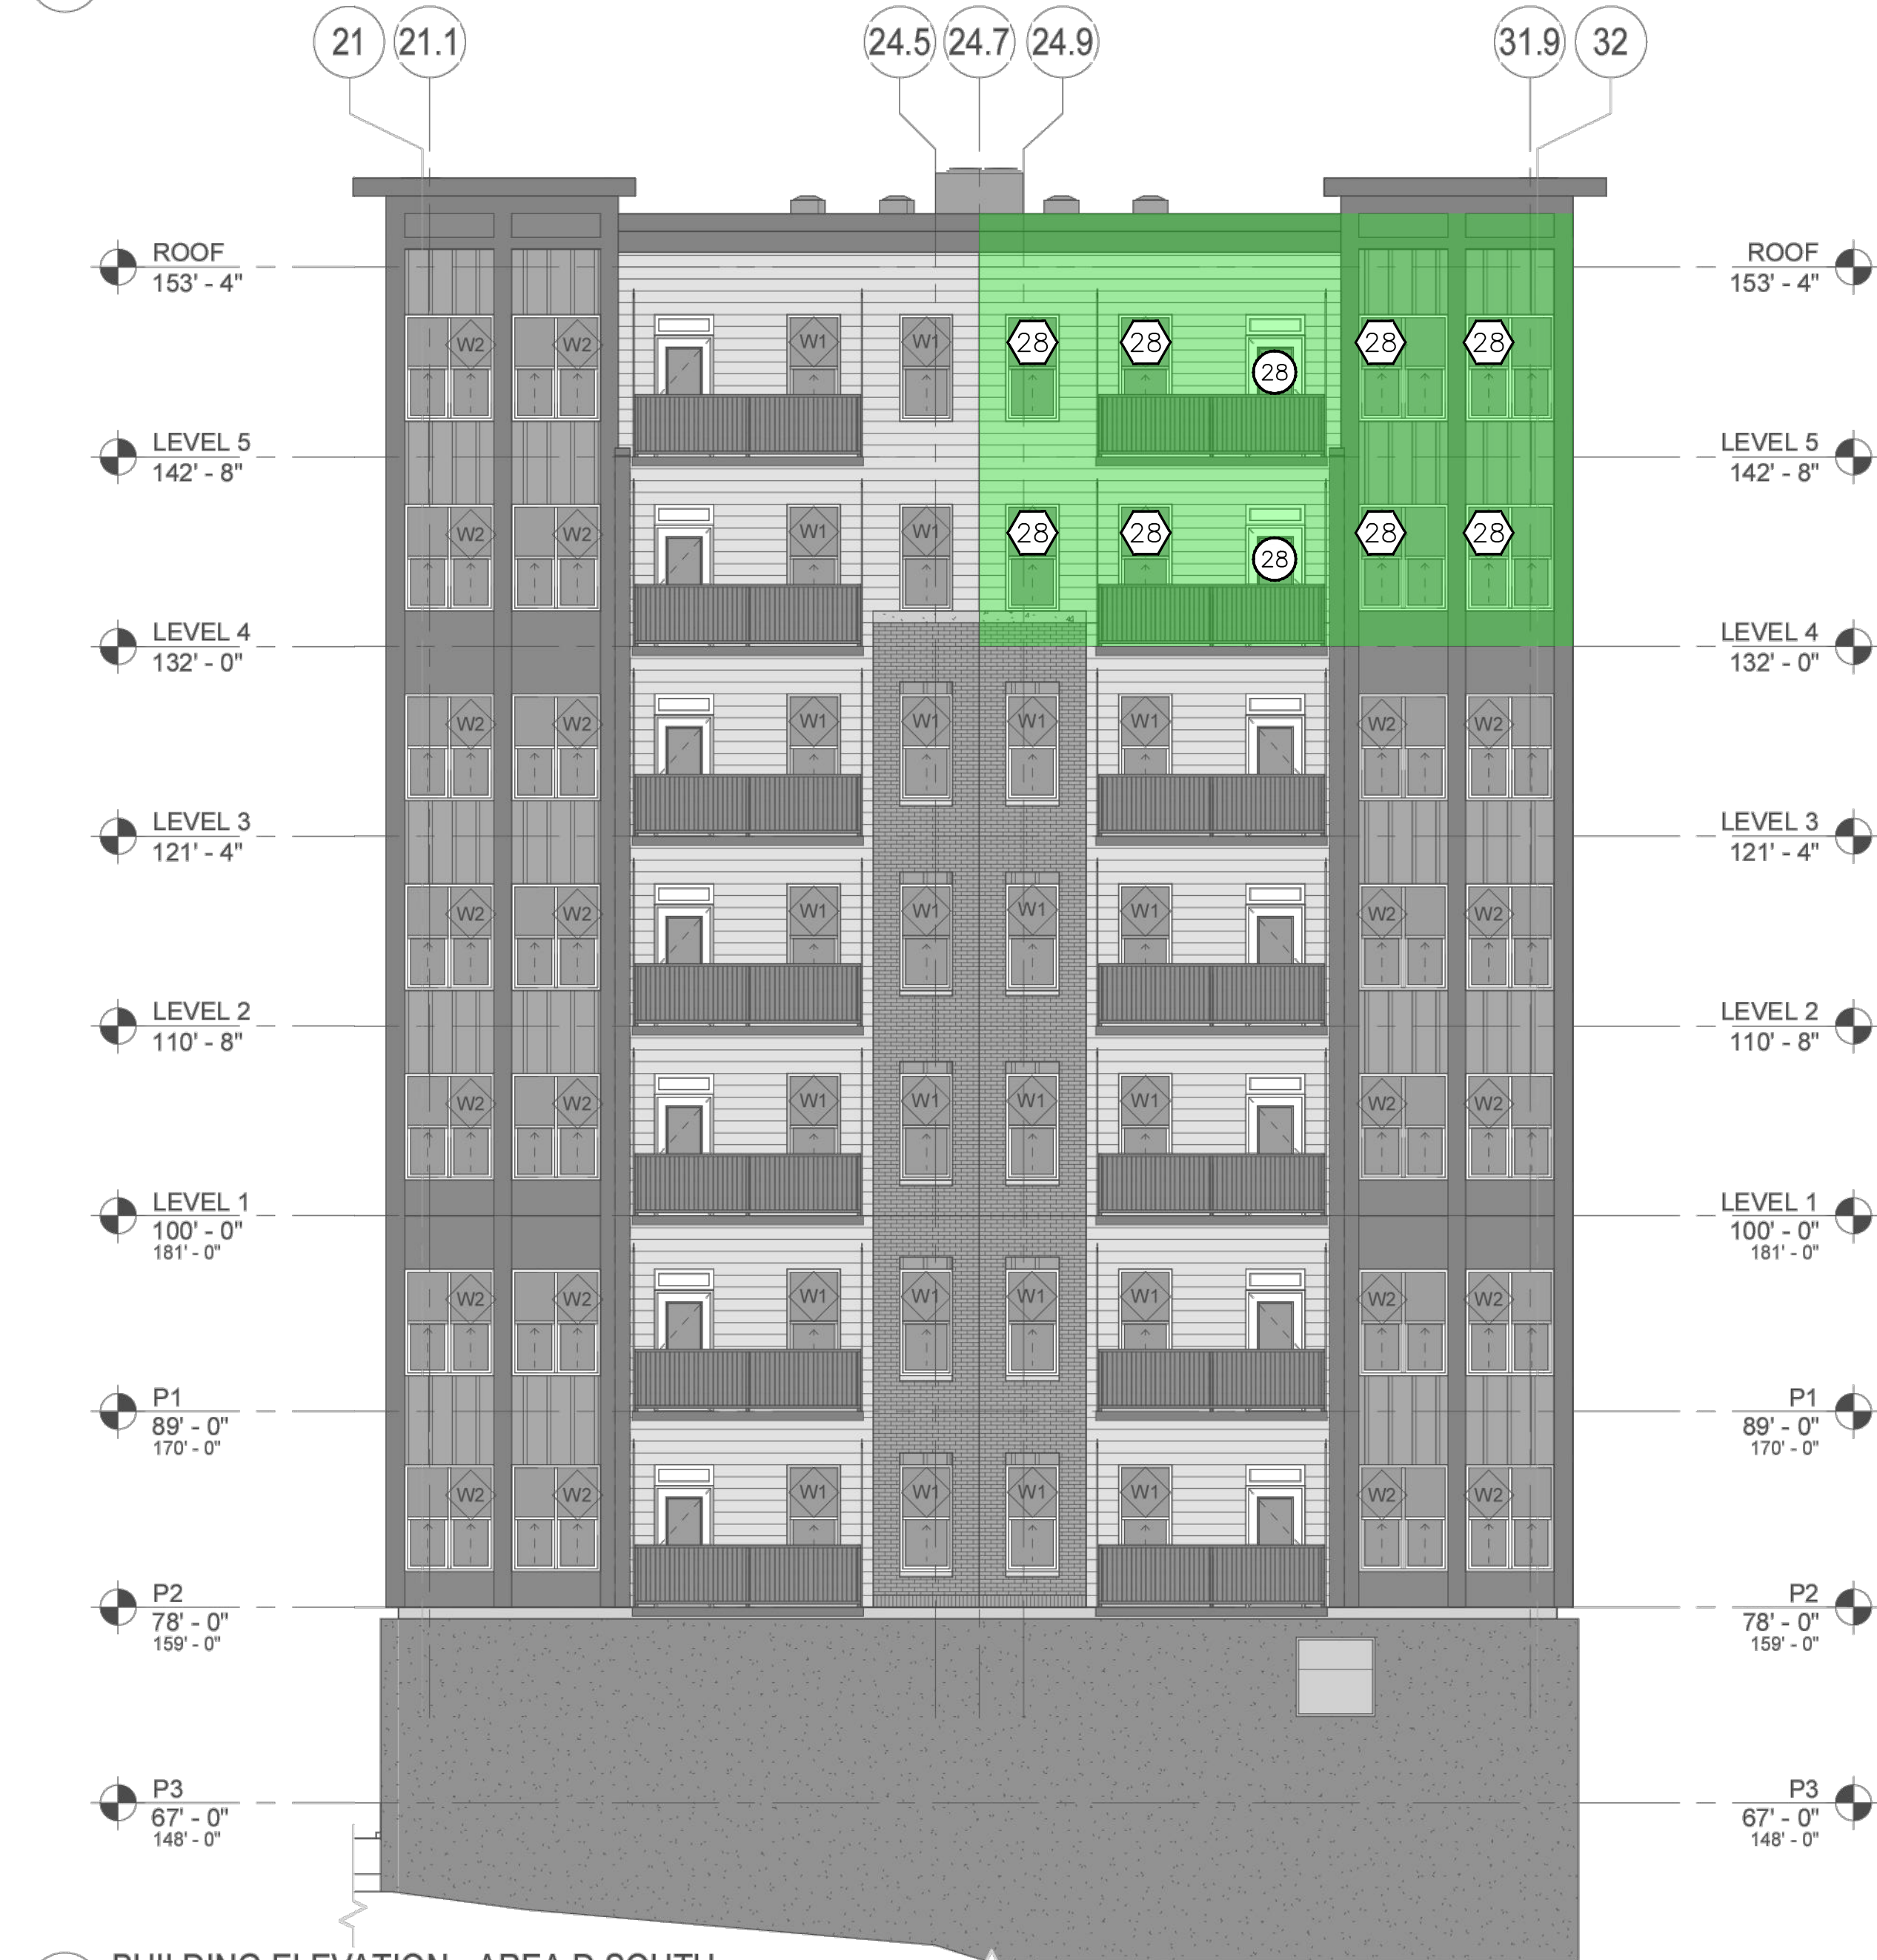 21 21.1 24.5 24.7 24.9 31.9 32
ROOF ROOF
153' - 4" 153' - 4"
W2 W2 W1 W1 28 28 28 28
28
LEVEL 5 LEVEL 5
142' - 8" 142' - 8"
W2 W2 W1 W1 28 28 28 28
28
LEVEL 4 LEVEL 4
132' - 0" 132' - 0"
W2 W2 W1 W1 W1 W1 W2 W2
LEVEL 3 LEVEL 3
121' - 4" 121' - 4"
W2 W2 W1 W1 W1 W1 W2 W2
LEVEL 2 LEVEL 2
110' - 8" 110' - 8"
W2 W2 W1 W1 W1 W1 W2 W2
LEVEL 1 LEVEL 1
100' - 0" 100' - 0"
181' - 0" 181' - 0"
W2 W2 W1 W1 W1 W1 W2 W2
P1 P1
89' - 0" 89' - 0"
170' - 0" 170' - 0"
W2 W2 W1 W1 W1 W1 W2 W2
P2 P2
78' - 0" 78' - 0"
159' - 0" 159' - 0"
P3 P3
67' - 0" 67' - 0"
148' - 0" 148' - 0"
BUILDING ELEVATION - AREA D SOUTH